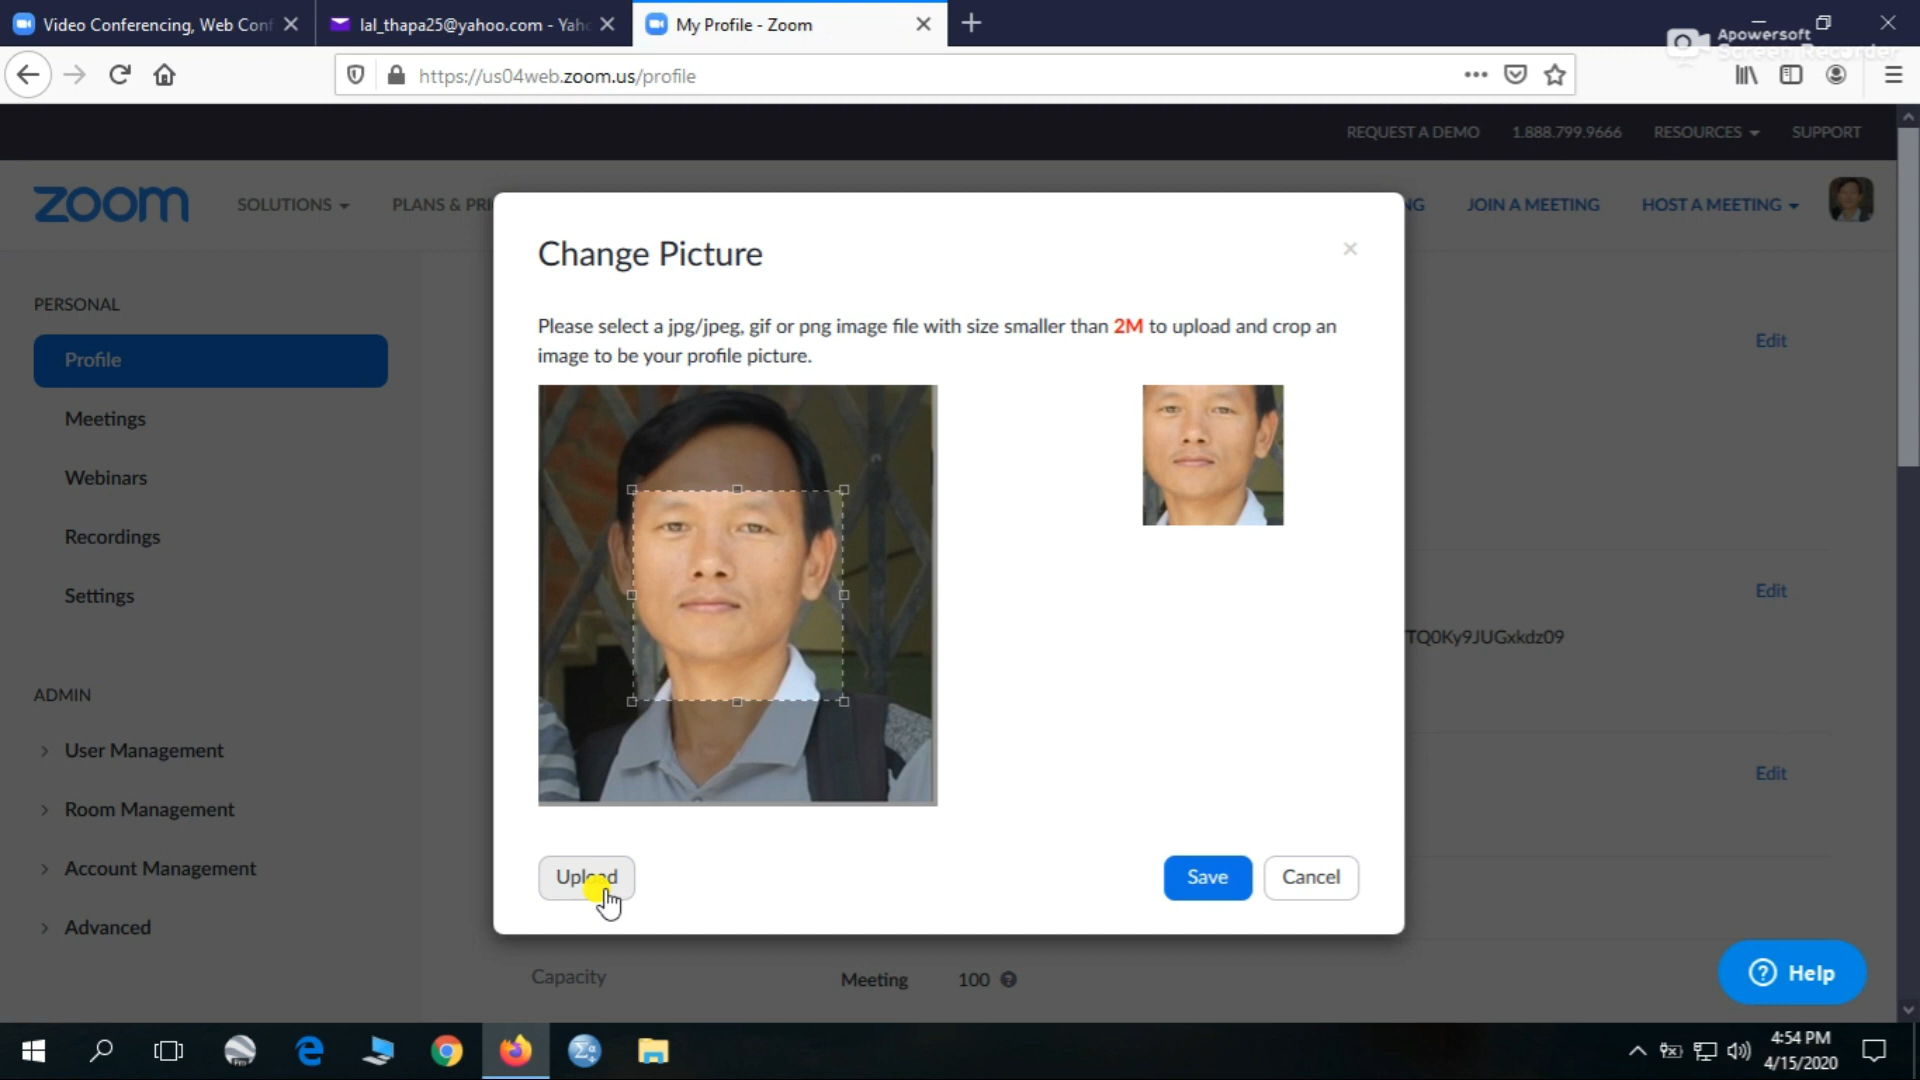 Video Conferencing, Web Conf
lal_thapa25@yahoo.com - Yaho
My Profile - Zoom
Apowersoft
Screen Recorder
https://us04web.zoom.us/profile
REQUEST A DEMO 1.888.799.9666 RESOURCES SUPPORT
zoom SOLUTIONS PLANS & PRI NG JOIN A MEETING HOST A MEETING
Change Picture
×
Please select a jpg/jpeg, gif or png image file with size smaller than 2M to upload and crop an
image to be your profile picture.
PERSONAL
Profile
Meetings
Webinars
Recordings
Settings
ADMIN
User Management
Room Management
Account Management
Advanced
Edit
Edit
TQ0Ky9JUGxkdz09
Edit
Upload
Save
Cancel
Capacity Meeting 100
Help
4:54 PM
4/15/2020